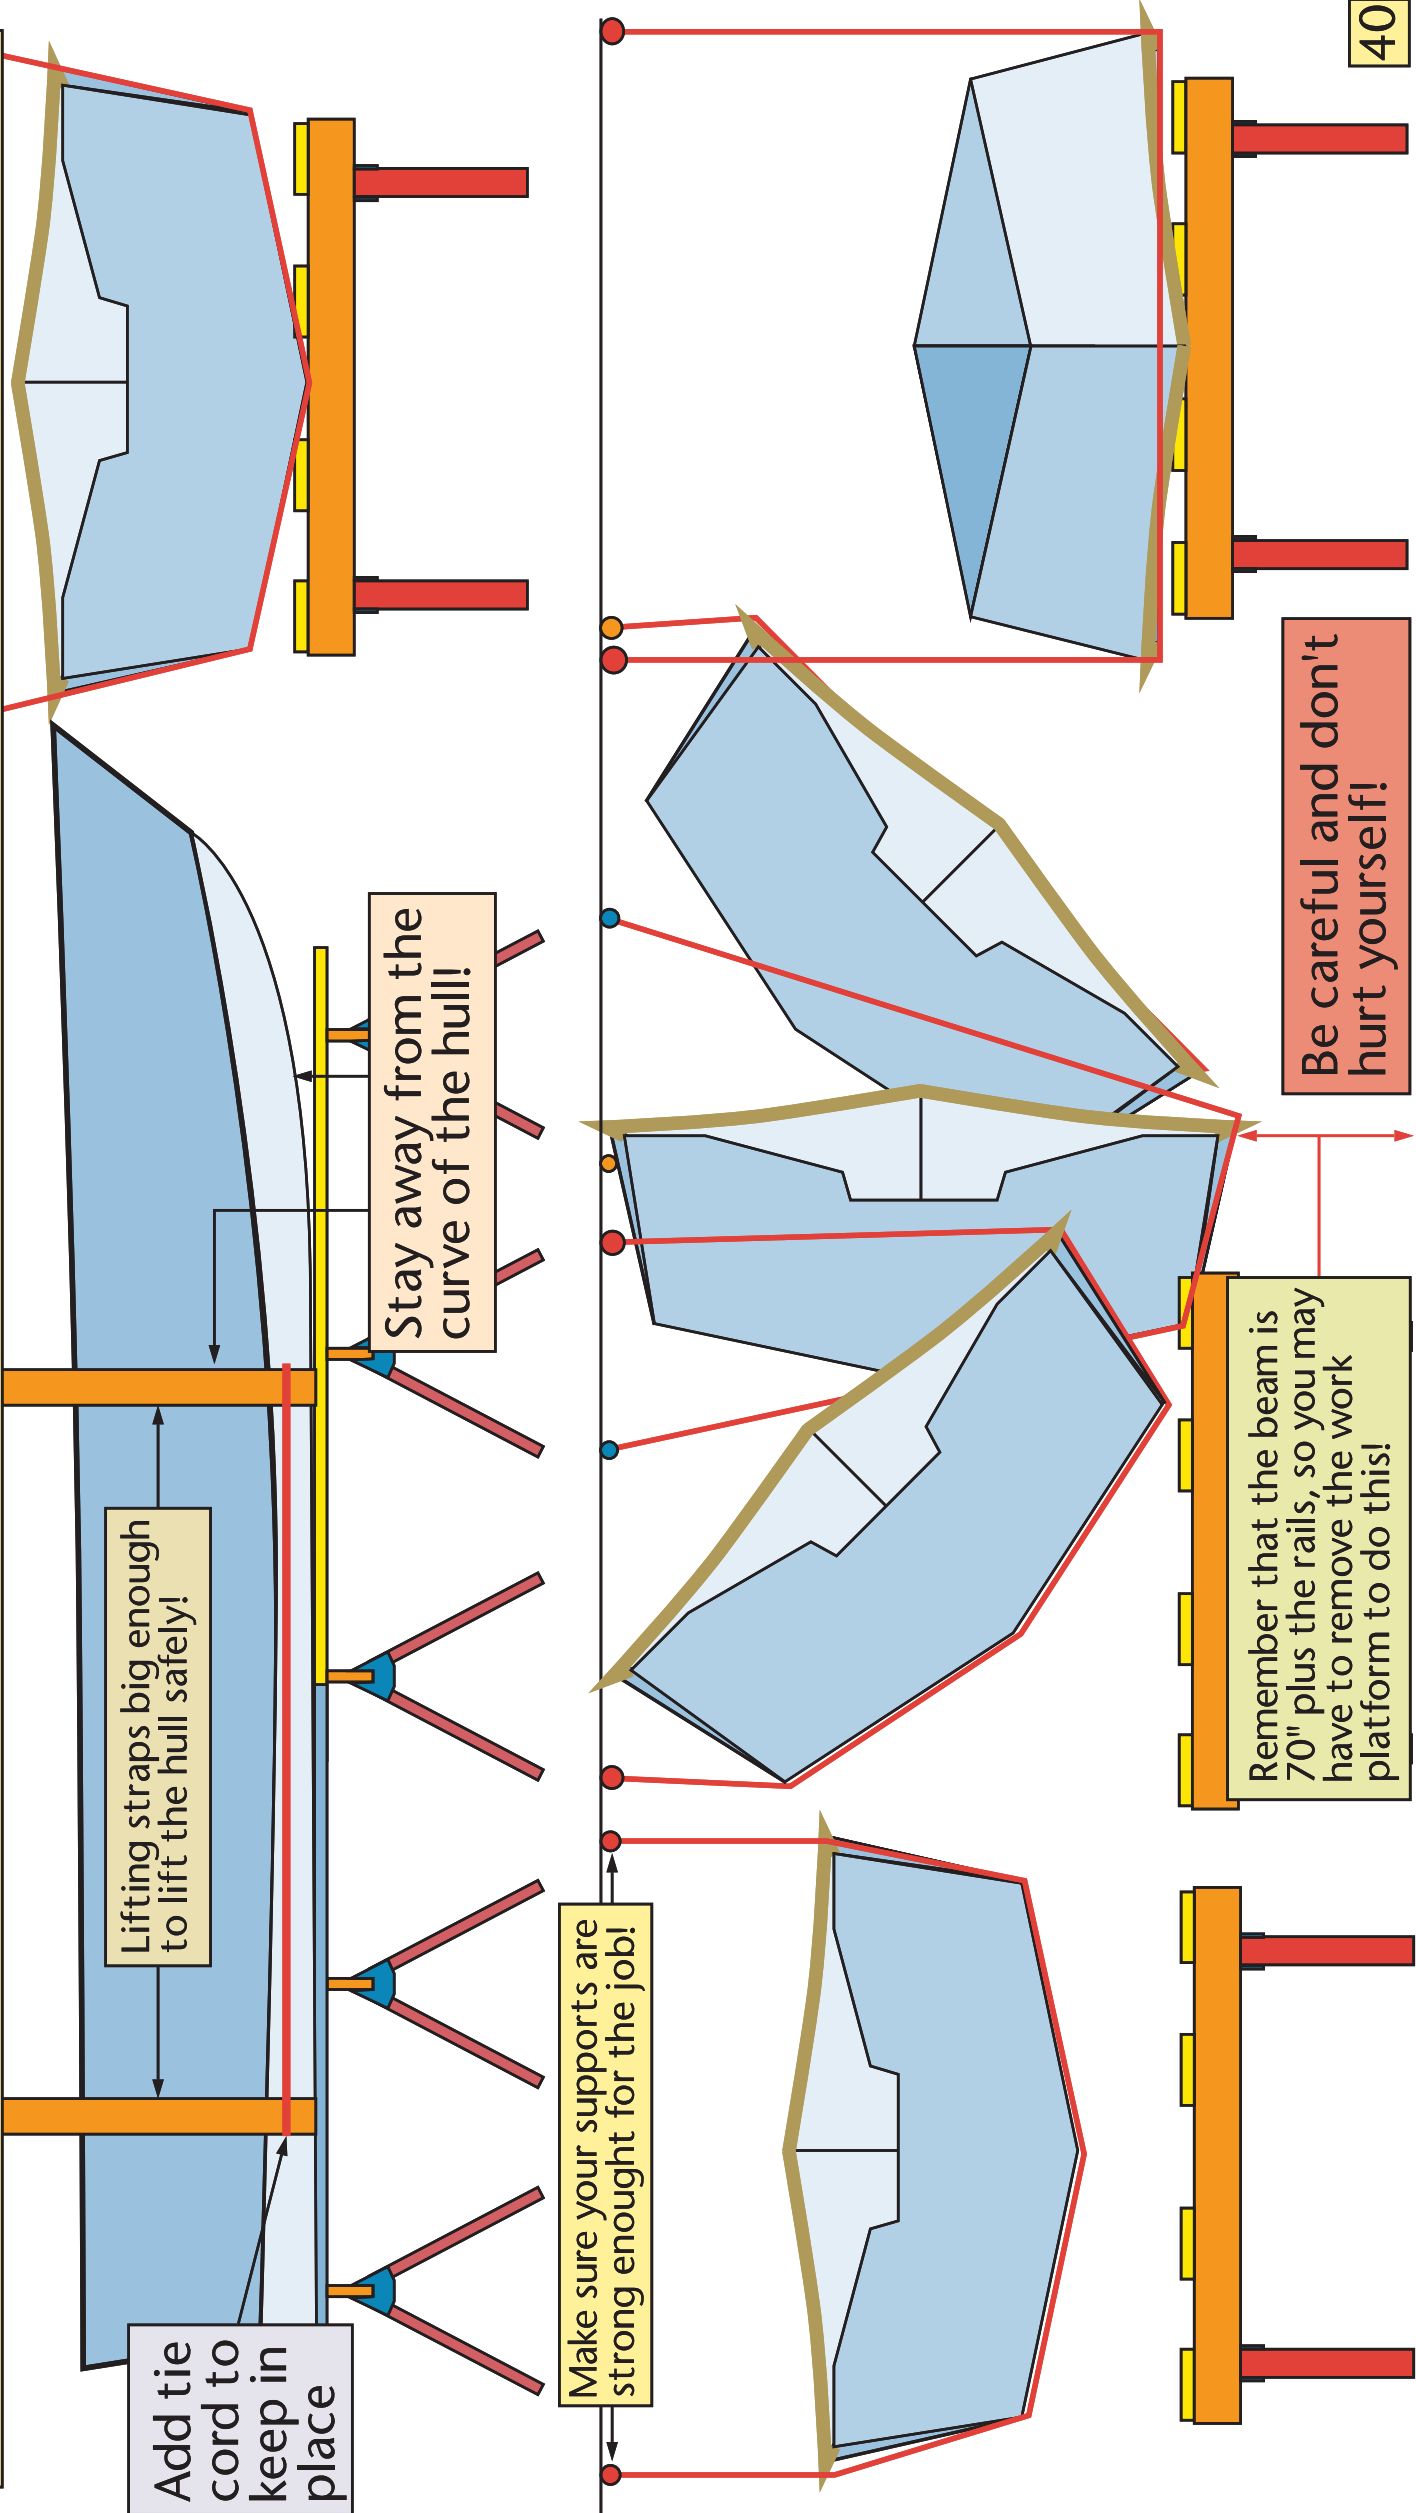 Add tie
cord to
keep in
place
Lifting straps big enough
to lift the hull safely!
Stay away from the
curve of the hull!
Make sure your supports are
strong enought for the job!
Remember that the beam is
70" plus the rails, so you may
have to remove the work
platform to do this!
Be careful and don't
hurt yourself!
40